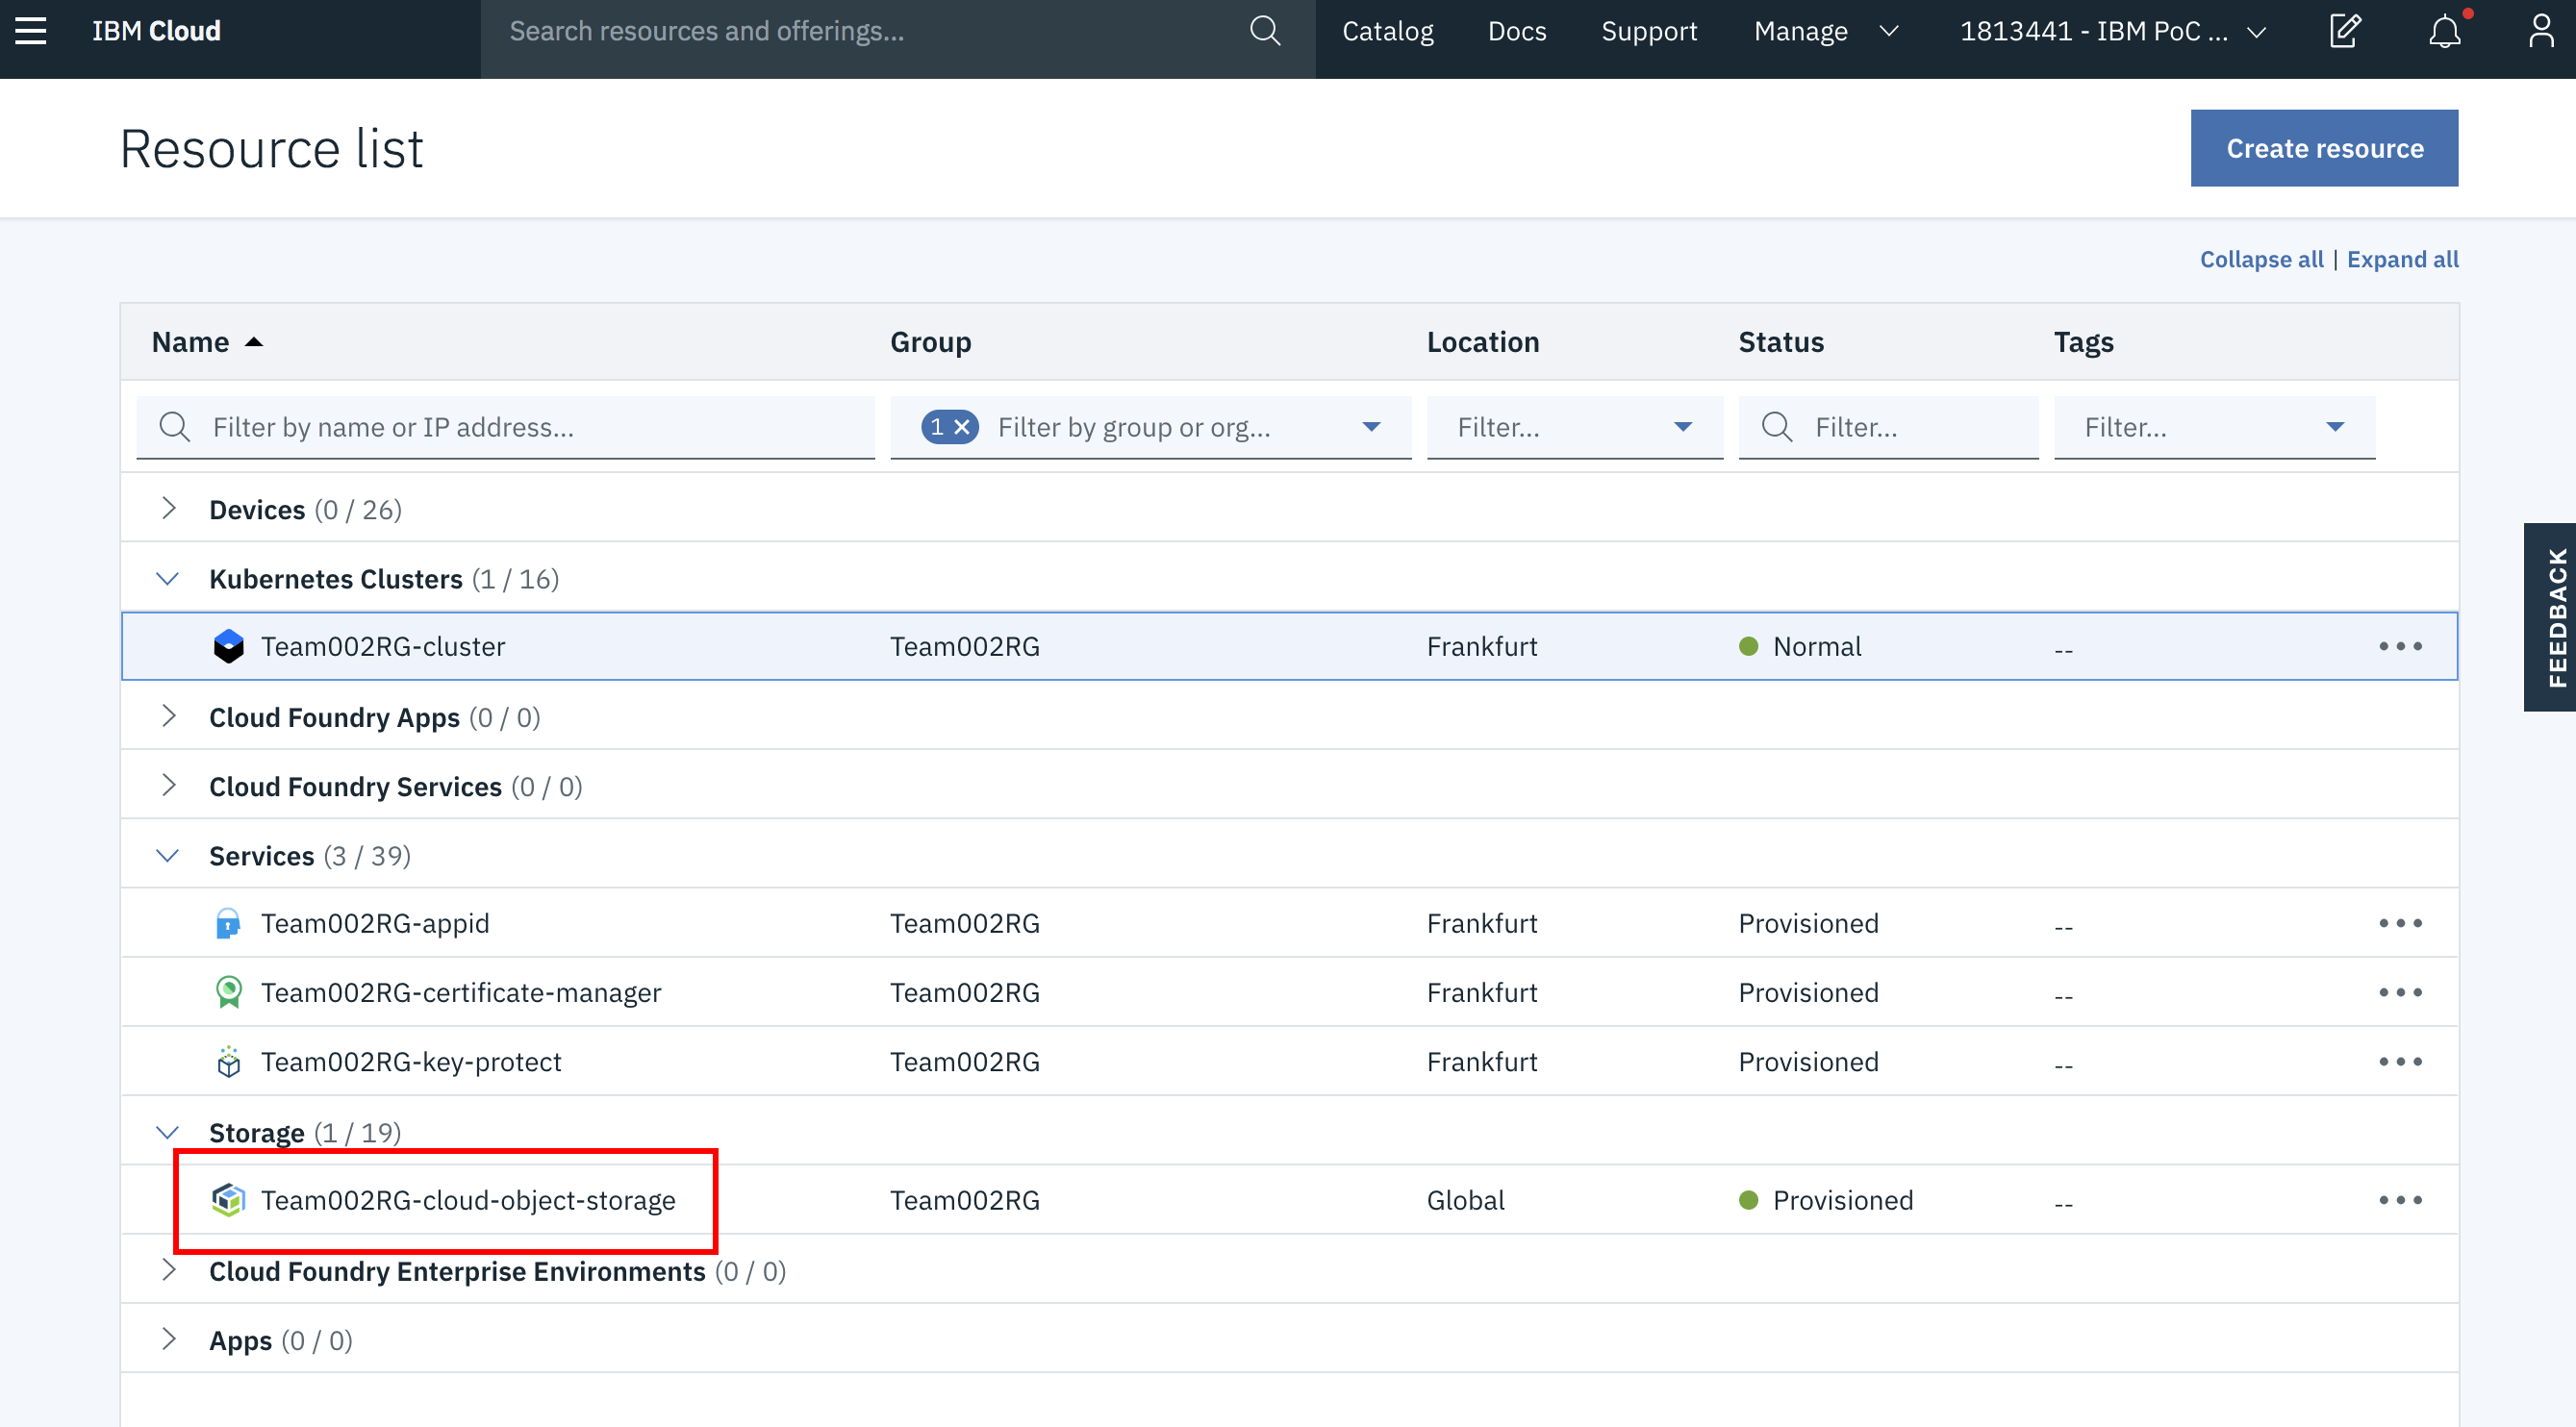 IBM Cloud
Search resources and offerings...
Catalog
Docs
Support
Manage
1813441 - IBM PoC ...
Resource list
Create resource
Collapse all | Expand all
Name
Group
Location
Status
Tags
Filter by name or IP address...
1
Filter by group or org...
Filter...
Filter...
Filter...
Devices (0 / 26)
Kubernetes Clusters (1 / 16)
Team002RG-cluster Team002RG Frankfurt Normal --
Cloud Foundry Apps (0 / 0)
Cloud Foundry Services (0 / 0)
Services (3 / 39)
Team002RG-appid Team002RG Frankfurt Provisioned --
Team002RG-certificate-manager Team002RG Frankfurt Provisioned --
Team002RG-key-protect Team002RG Frankfurt Provisioned --
Storage (1 / 19)
Team002RG-cloud-object-storage Team002RG Global Provisioned --
Cloud Foundry Enterprise Environments (0 / 0)
Apps (0 / 0)
FEEDBACK